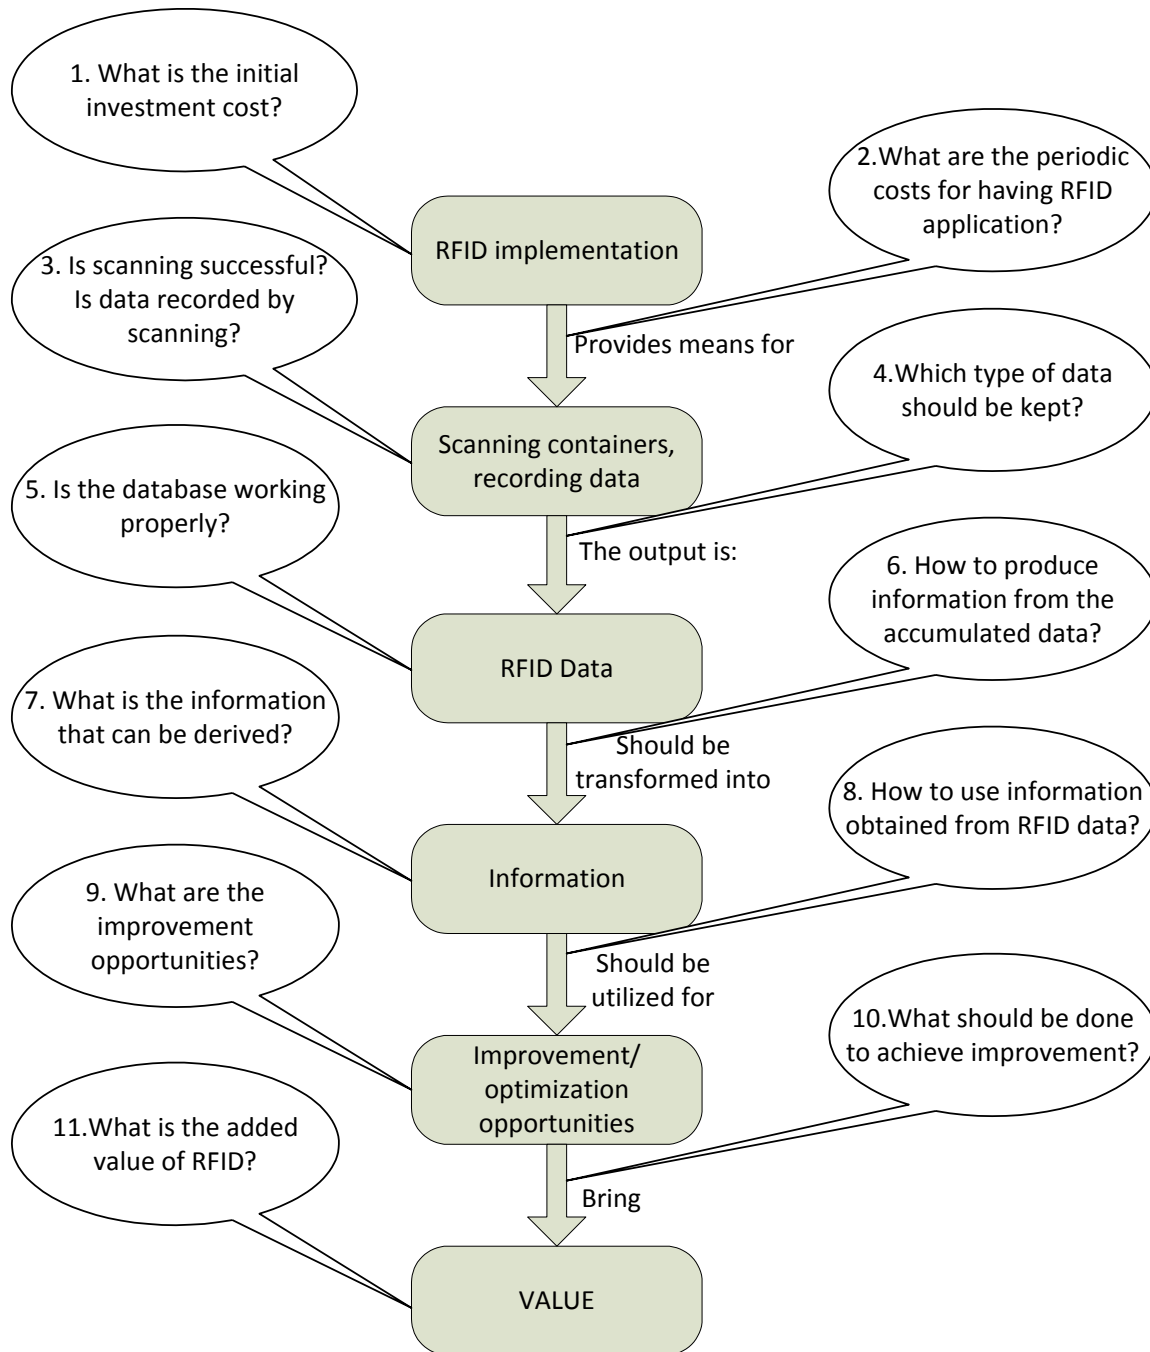 1. What is the initial
investment cost?
2.What are the periodic
costs for having RFID
application?
RFID implementation
3. Is scanning successful?
Is data recorded by
scanning?
Provides means for
4.Which type of data
should be kept?
Scanning containers,
recording data
5. Is the database working
properly?
The output is:
6. How to produce
information from the
accumulated data?
RFID Data
7. What is the information
that can be derived?
Should be
transformed into
8. How to use information
obtained from RFID data?
Information
9. What are the
improvement
opportunities?
Should be
utilized for
10.What should be done
to achieve improvement?
Improvement/
optimization
opportunities
11.What is the added
value of RFID?
Bring
VALUE